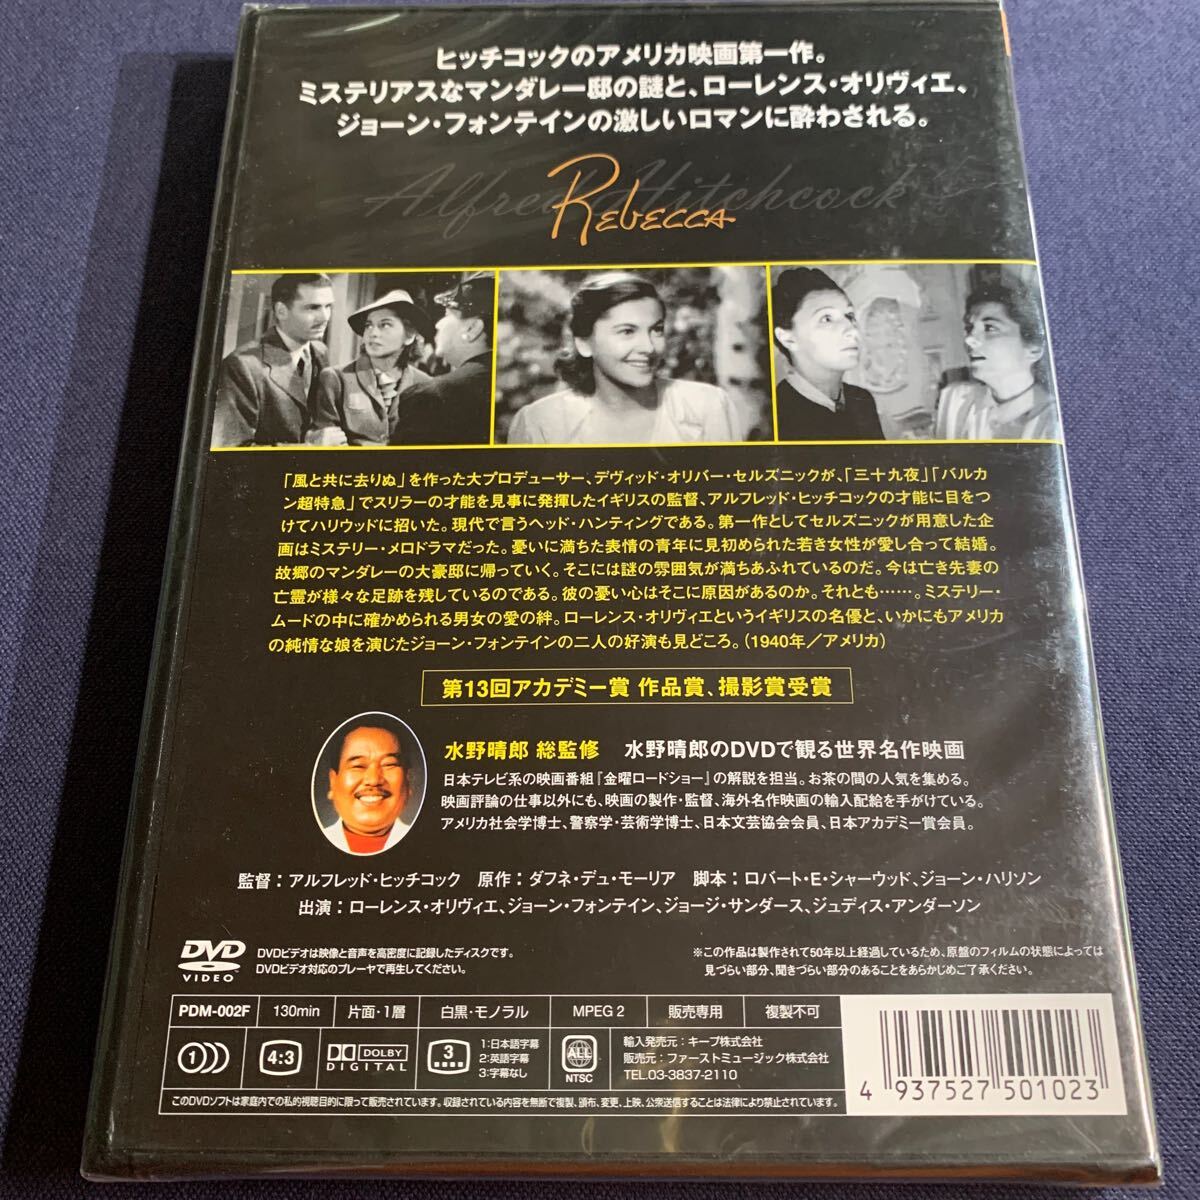 ヒッチコックのアメリカ映画第一作。
ミステリアスなマンダレー邸の謎と、ローレンス・オリヴィエ、
ジョーン・フォンテインの激しいロマンに酔わされる。
Alfred Hitchcock
Rebecca
「風と共に去りぬ」を作った大プロデューサー、デヴィッド・オリバー・セルズニックが、「三十九夜」「バルカ
ン超特急」でスリラーの才能を見事に発揮したイギリスの監督、アルフレッド・ヒッチコックの才能に目をつ
けてハリウッドに招いた。現代で言うヘッド・ハンティングである。第一作としてセルズニックが用意した企
画はミステリー・メロドラマだった。憂いに満ちた表情の青年に見初められた若き女性が愛し合って結婚。
故郷のマンダレーの大豪邸に帰っていく。そこには謎の雰囲気が満ちあふれているのだ。今は亡き先妻の
亡霊が様々な足跡を残しているのである。彼の憂い心はそこに原因があるのか。それとも……。ミステリー・
ムードの中に確かめられる男女の愛の絆。ローレンス・オリヴィエというイギリスの名優と、いかにもアメリカ
の純情な娘を演じたジョーン・フォンテインの二人の好演も見どころ。(1940年／アメリカ)
第13回アカデミー賞 作品賞、撮影賞受賞
水野晴郎 総監修 水野晴郎のDVDで観る世界名作映画
日本テレビ系の映画番組『金曜ロードショー』の解説を担当。お茶の間の人気を集める。
映画評論の仕事以外にも、映画の製作・監督、海外名作映画の輸入配給を手がけている。
アメリカ社会学博士、警察学・芸術学博士、日本文芸協会会員、日本アカデミー賞会員。
監督：アルフレッド・ヒッチコック 原作：ダフネ・デュ・モーリア 脚本：ロバート・E・シャーウッド、ジョーン・ハリソン
出演：ローレンス・オリヴィエ、ジョーン・フォンテイン、ジョージ・サンダース、ジュディス・アンダーソン
DVD VIDEO
DVDビデオは映像と音声を高密度に記録したディスクです。
DVDビデオ対応のプレーヤで再生してください。
※この作品は製作されて50年以上経過しているため、原盤のフィルムの状態によっては
見づらい部分、聞きづらい部分のあることをあらかじめご了承ください。
PDM-002F 130min 片面・1層 白黒・モノラル MPEG 2 販売専用 複製不可
1 4:3 DOLBY DIGITAL 3
1:日本語字幕
2:英語字幕
3:字幕なし
ALL NTSC
輸入発売元：キープ株式会社
販売元：ファーストミュージック株式会社
TEL.03-3837-2110
このDVDソフトは家庭内での私的視聴目的に限って販売されています。収録されている内容を無断で複製、頒布、変更、上映、公衆送信することは法律により禁止されています。
4 937527 501023